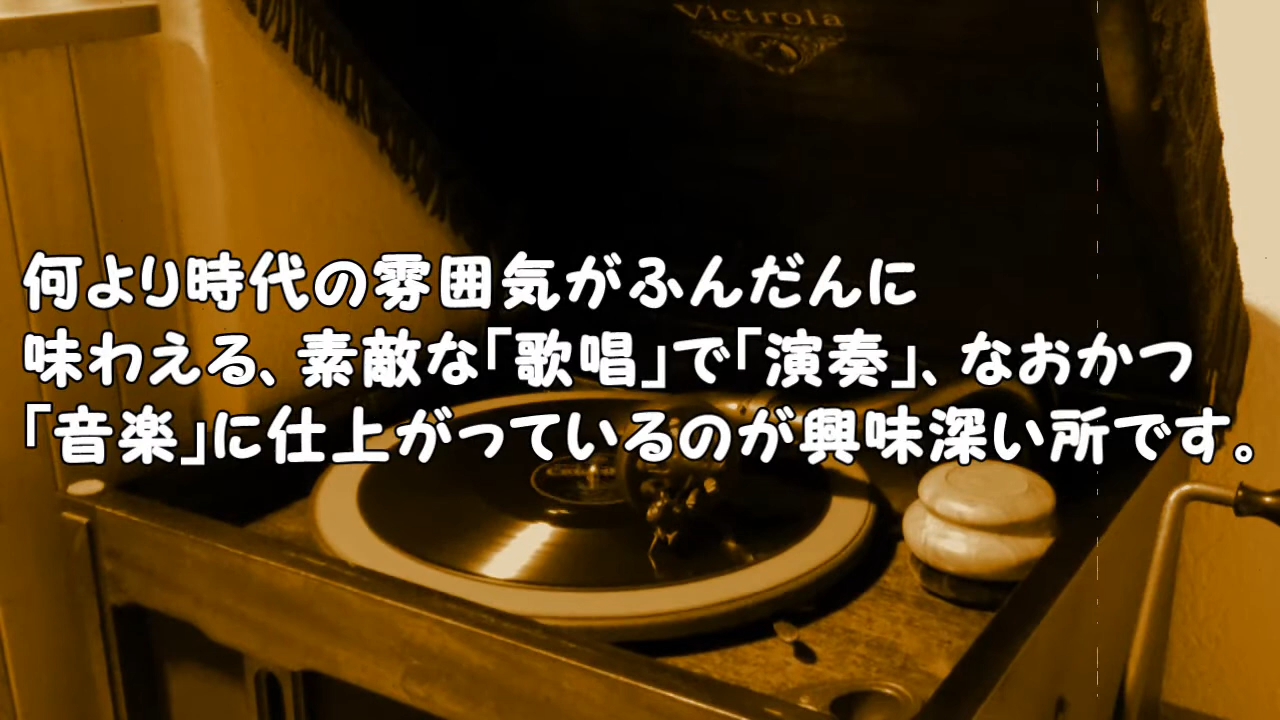 Victrola
何より時代の雰囲気がふんだんに
味わえる、素敵な「歌唱」で「演奏」、なおかつ
「音楽」に仕上がっているのが興味深い所です。